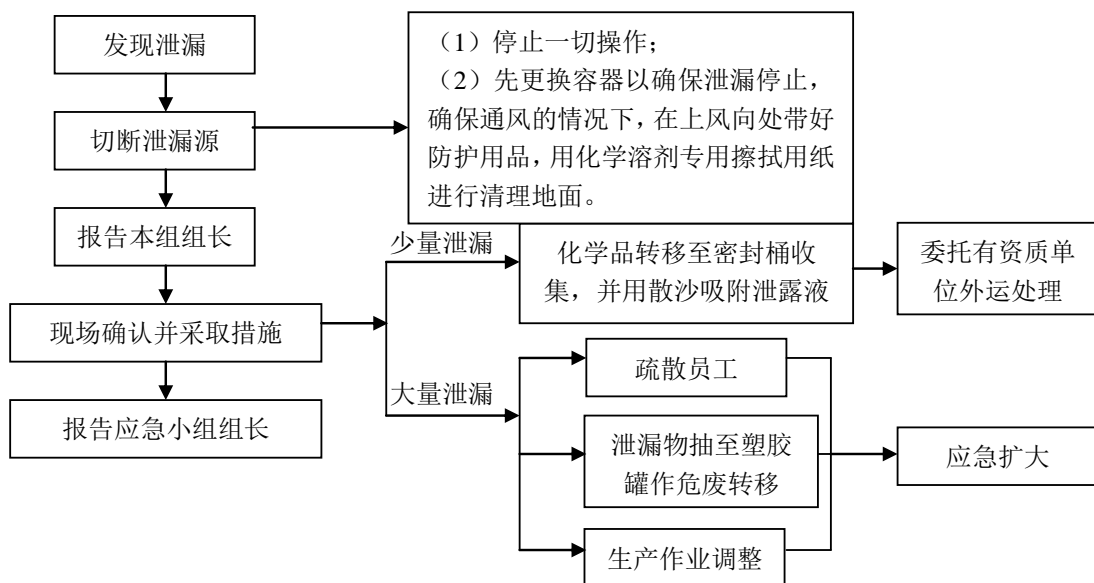 发现泄漏
切断泄漏源
报告本组组长
现场确认并采取措施
报告应急小组组长
（1）停止一切操作；
（2）先更换容器以确保泄漏停止，
确保通风的情况下，在上风向处带好
防护用品，用化学溶剂专用擦拭用纸
进行清理地面。
少量泄漏
化学品转移至密封桶收
集，并用散沙吸附泄露液
委托有资质单
位外运处理
大量泄漏
疏散员工
泄漏物抽至塑胶
罐作危废转移
生产作业调整
应急扩大